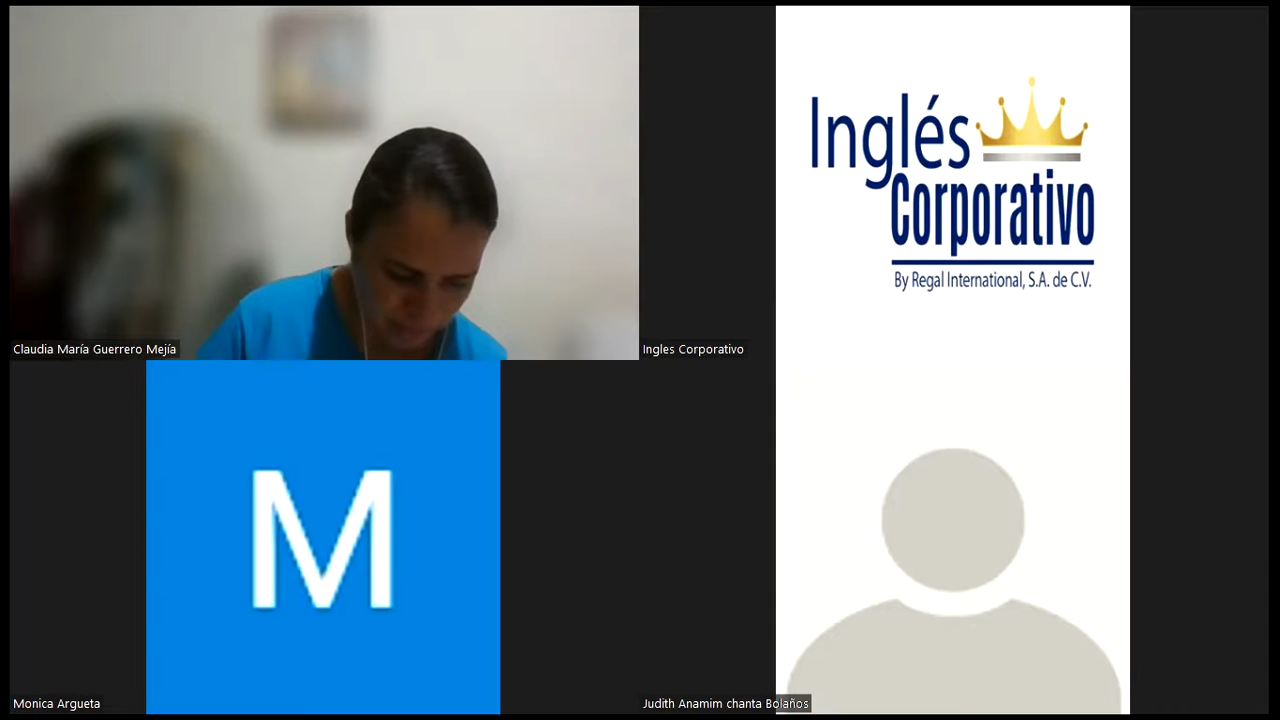 Inglés
Corporativo
By Regal International, S.A. de C.V.
Claudia María Guerrero Mejía
Ingles Corporativo
M
Monica Argueta
Judith Anamim chanta Bolaños